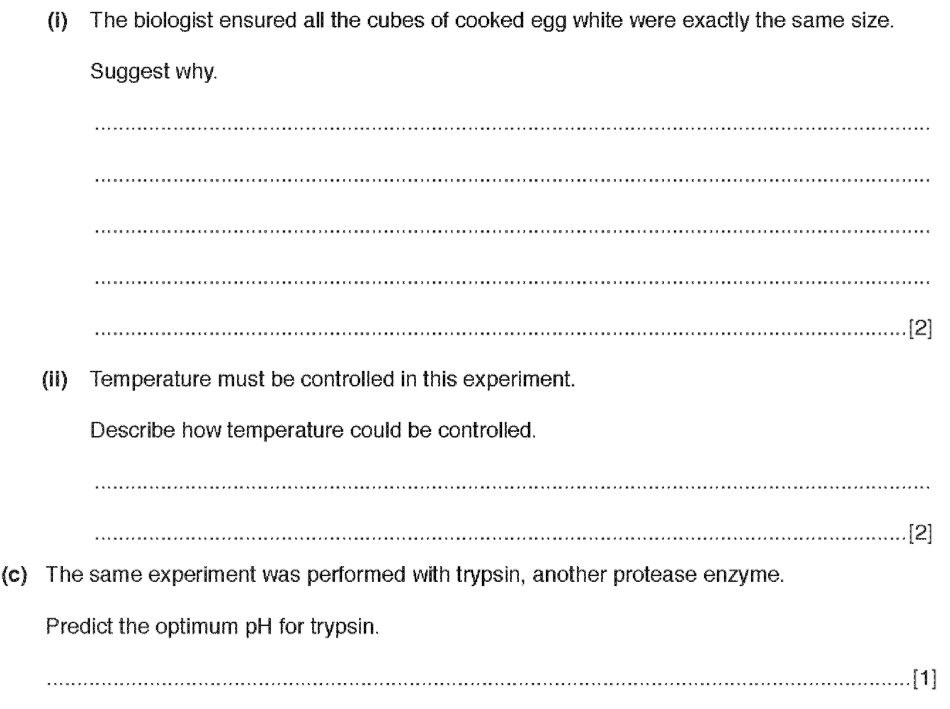 (i) The biologist ensured all the cubes of cooked egg white were exactly the same size.
Suggest why.
..........................................................................................................................................
..........................................................................................................................................
..........................................................................................................................................
..........................................................................................................................................
......................................................................................................................................[2]
(ii) Temperature must be controlled in this experiment.
Describe how temperature could be controlled.
..........................................................................................................................................
......................................................................................................................................[2]
(c) The same experiment was performed with trypsin, another protease enzyme.
Predict the optimum pH for trypsin.
..............................................................................................................................................[1]